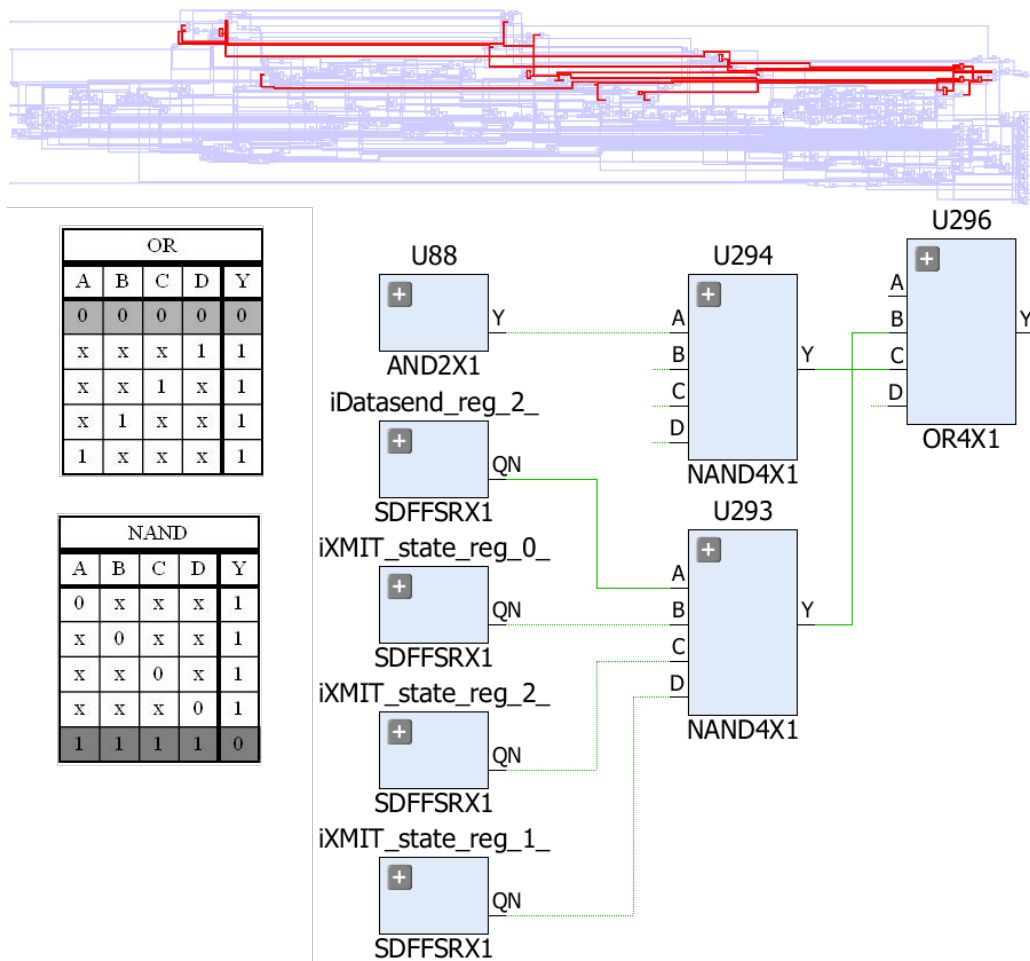 OR
A B C D Y
0 0 0 0 0
x x x 1 1
x x 1 x 1
x 1 x x 1
1 x x x 1
NAND
A B C D Y
0 x x x 1
x 0 x x 1
x x 0 x 1
x x x 0 1
1 1 1 1 0
U88
Y
AND2X1
iDatasend_reg_2_
QN
SDFFSRX1
iXMIT_state_reg_0_
QN
SDFFSRX1
iXMIT_state_reg_2_
QN
SDFFSRX1
iXMIT_state_reg_1_
QN
SDFFSRX1
U294
A
B
C
D
Y
NAND4X1
U293
A
B
C
D
Y
NAND4X1
U296
A
B
C
D
Y
OR4X1